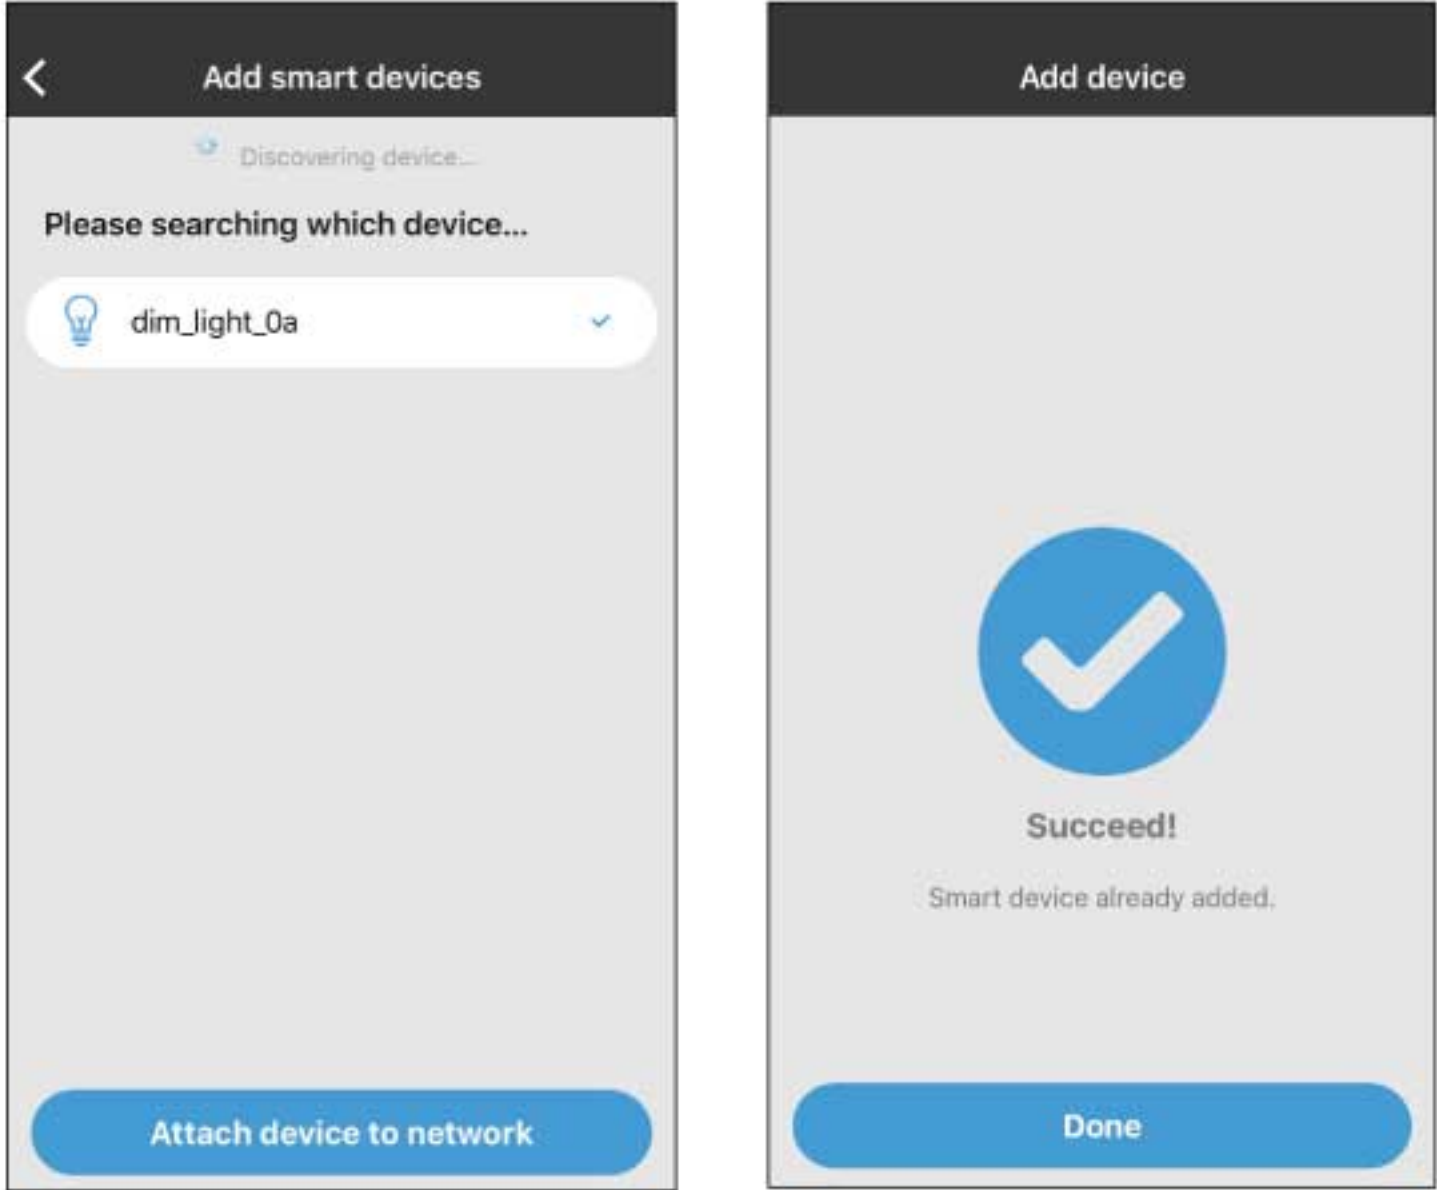 Add smart devices
Discovering device...
Please searching which device...
dim_light_0a
Attach device to network
Add device
Succeed!
Smart device already added.
Done